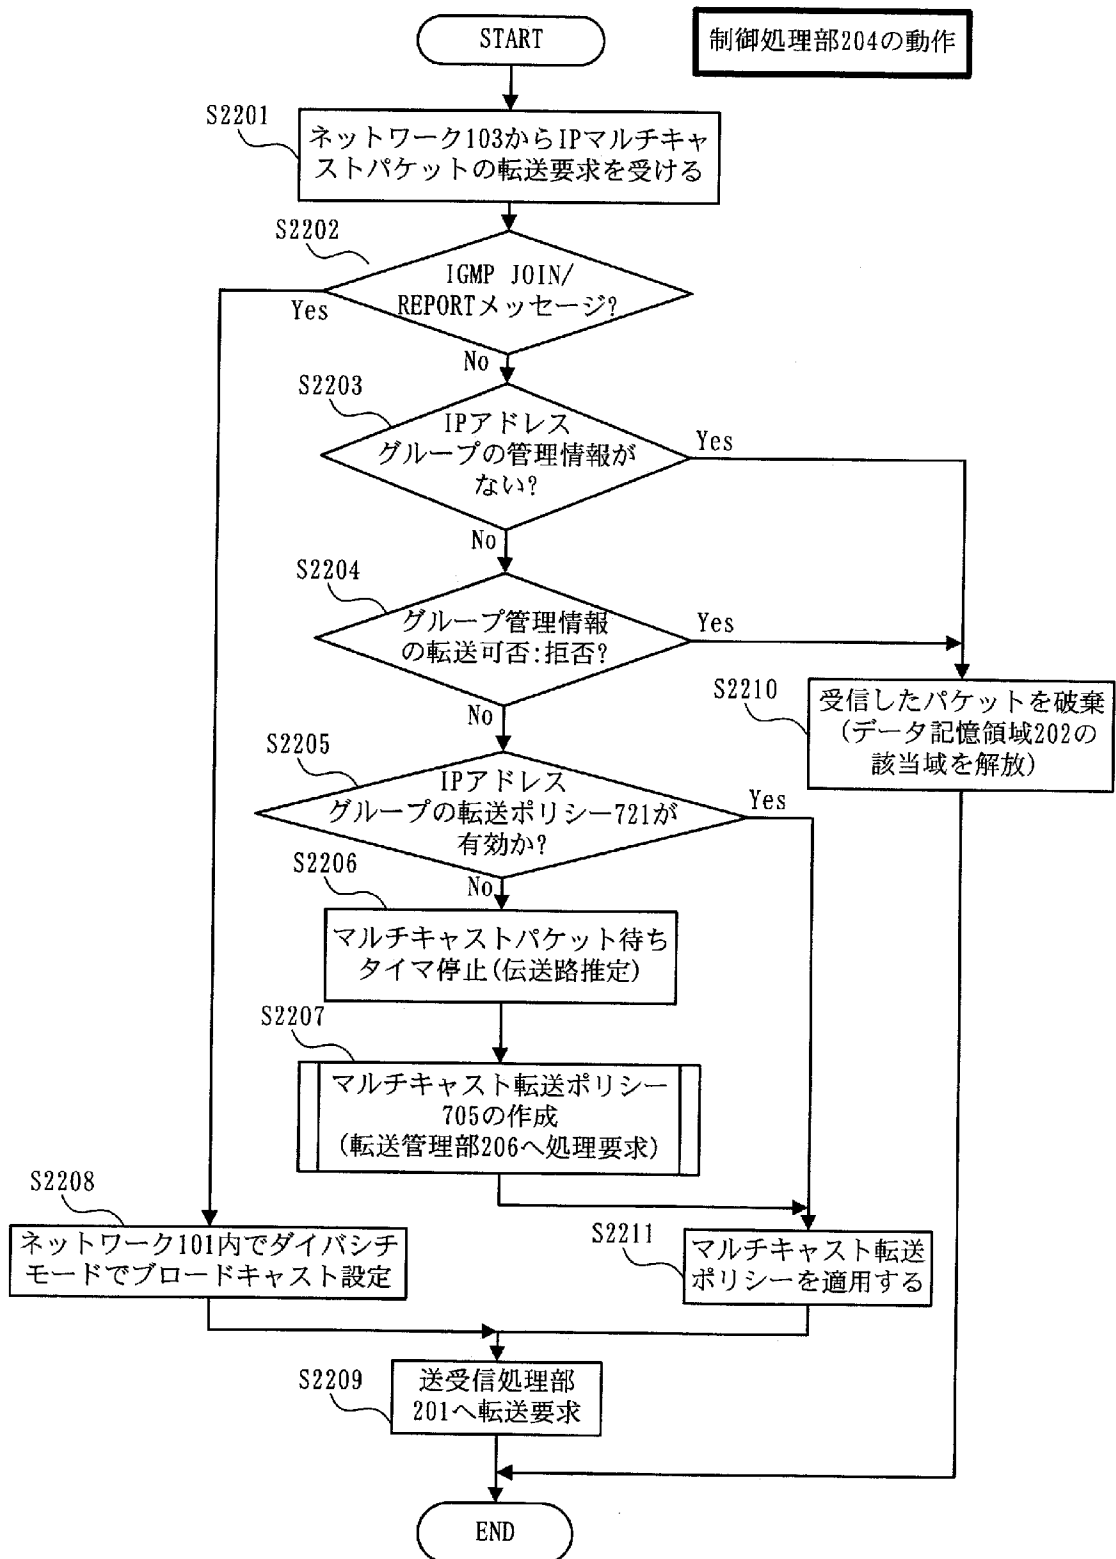 START
制御処理部204の動作
S2201
ネットワーク103からIPマルチキャ
ストパケットの転送要求を受ける
S2202
IGMP JOIN/
REPORTメッセージ?
Yes
No
S2203
IPアドレス
グループの管理情報が
ない?
Yes
No
S2204
グループ管理情報
の転送可否:拒否?
Yes
No
S2210
受信したパケットを破棄
(データ記憶領域202の
該当域を解放)
S2205
IPアドレス
グループの転送ポリシー721が
有効か?
Yes
No
S2206
マルチキャストパケット待ち
タイマ停止(伝送路推定)
S2207
マルチキャスト転送ポリシー
705の作成
(転送管理部206へ処理要求)
S2208
ネットワーク101内でダイバシチ
モードでブロードキャスト設定
S2211
マルチキャスト転送
ポリシーを適用する
S2209
送受信処理部
201へ転送要求
END